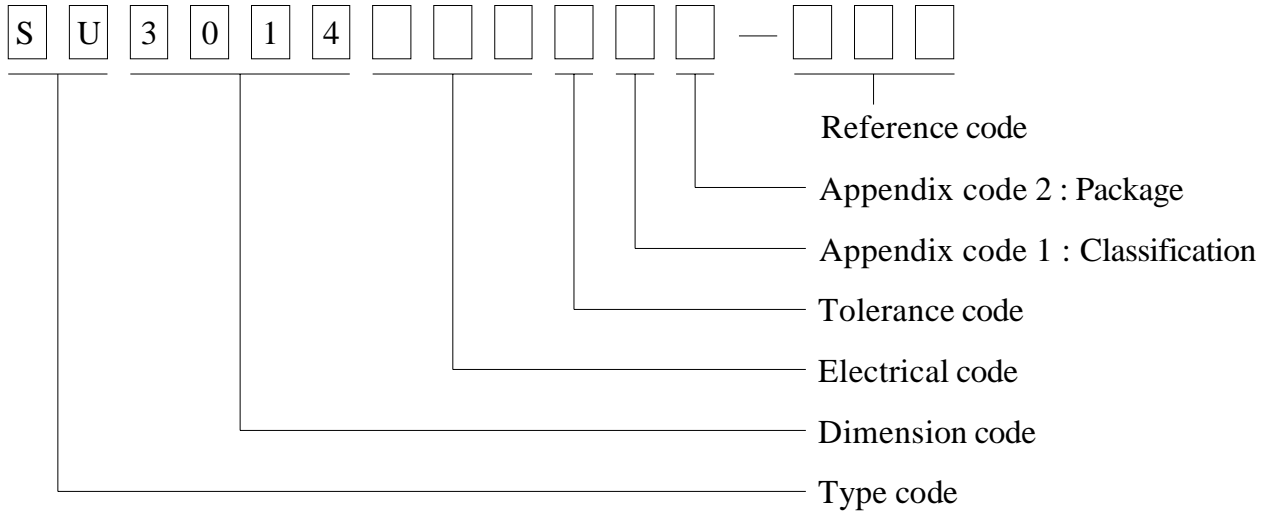 S U 3 0 1 4 —
Reference code
Appendix code 2 : Package
Appendix code 1 : Classification
Tolerance code
Electrical code
Dimension code
Type code